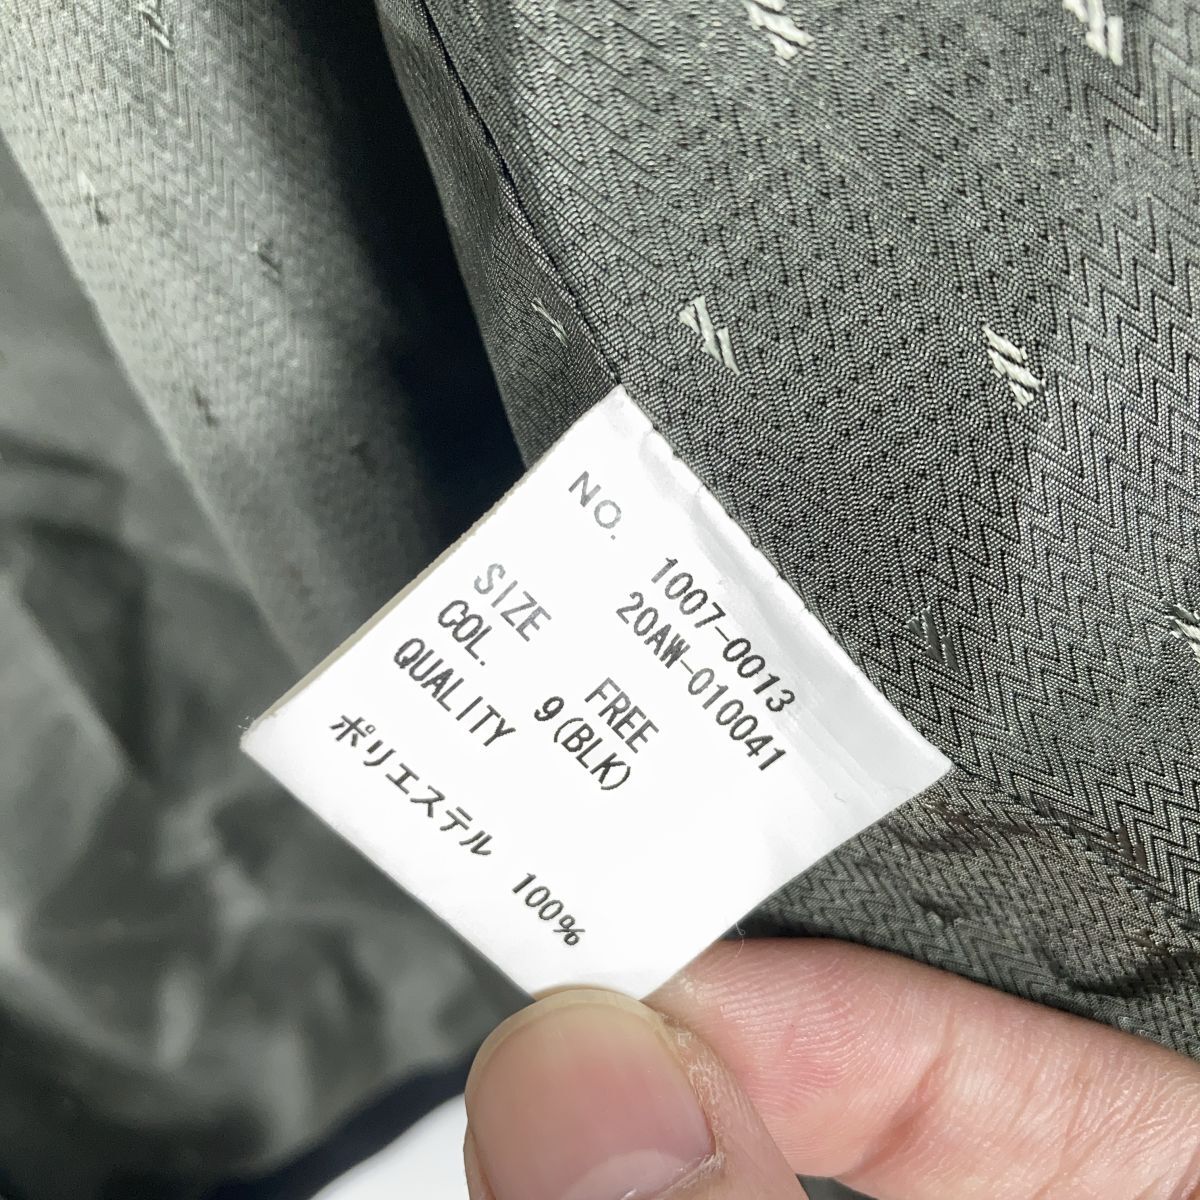 NO. 1007-0013
20AW-010041
SIZE FREE
COL. 9(BLK)
QUALITY
ポリエステル 100%